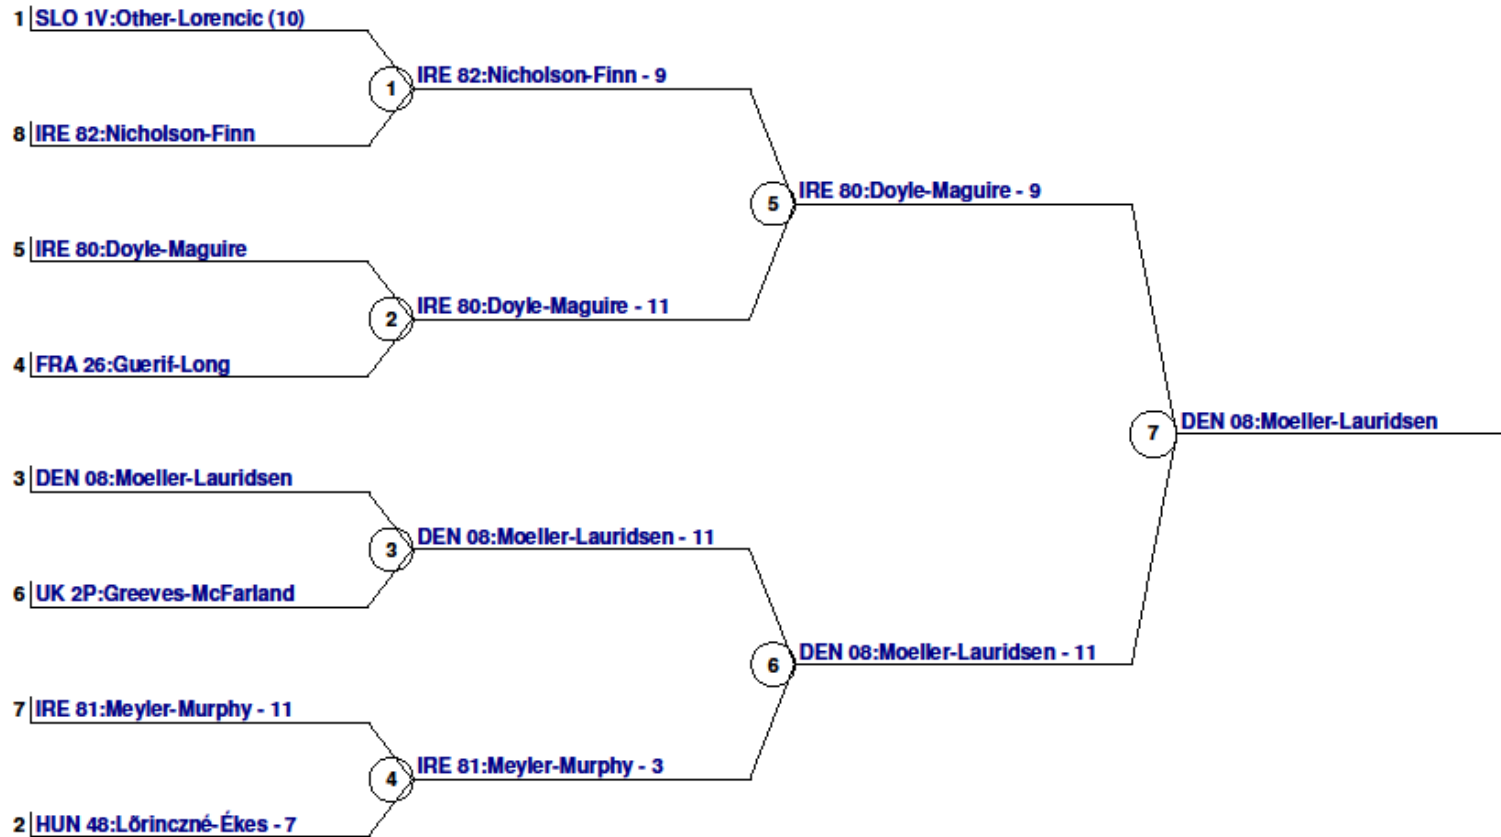 1 SLO 1V:Other-Lorencic (10)
1 IRE 82:Nicholson-Finn - 9
8 IRE 82:Nicholson-Finn
5 IRE 80:Doyle-Maguire - 9
5 IRE 80:Doyle-Maguire
2 IRE 80:Doyle-Maguire - 11
4 FRA 26:Guerif-Long
7 DEN 08:Moeller-Lauridsen
3 DEN 08:Moeller-Lauridsen
3 DEN 08:Moeller-Lauridsen - 11
6 UK 2P:Greeves-McFarland
6 DEN 08:Moeller-Lauridsen - 11
7 IRE 81:Meyler-Murphy - 11
4 IRE 81:Meyler-Murphy - 3
2 HUN 48:Lõrinczné-Ékes - 7